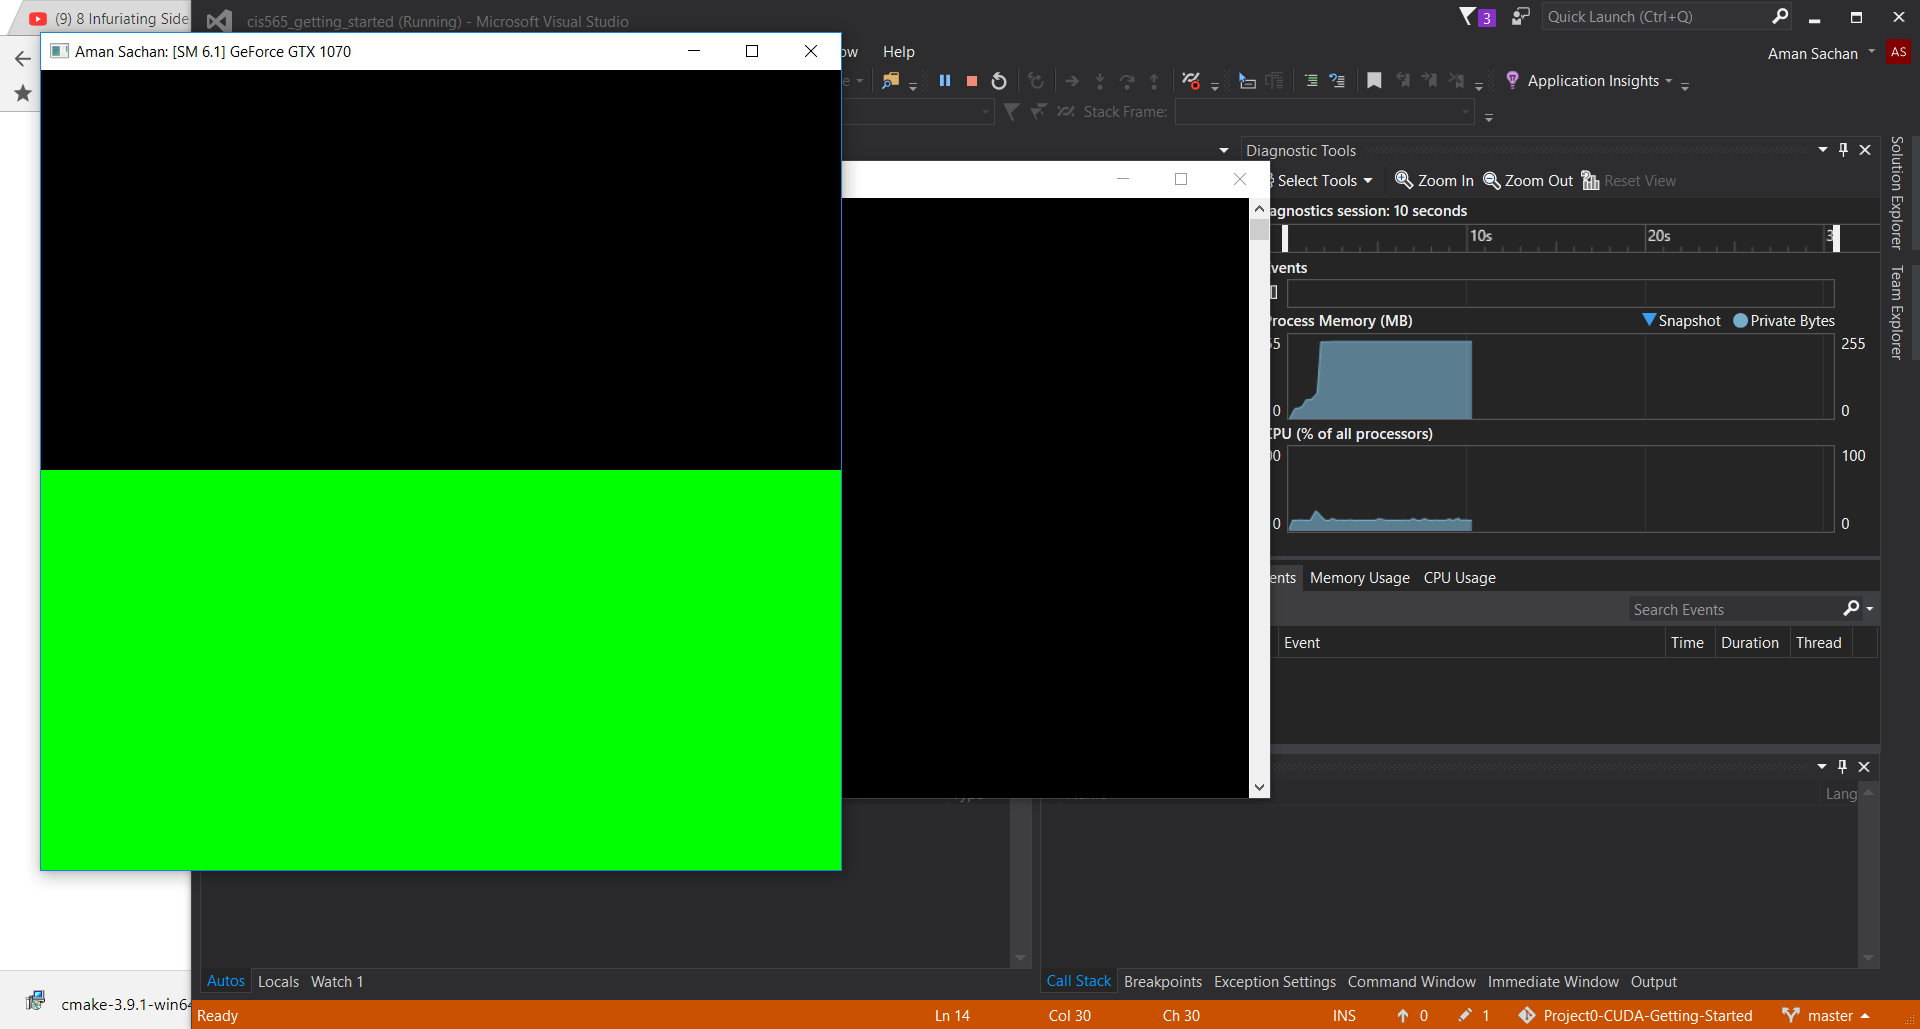 (9) 8 Infuriating Side
cis565_getting_started (Running) - Microsoft Visual Studio
3
Quick Launch (Ctrl+Q)
Aman Sachan: [SM 6.1] GeForce GTX 1070
Help
Aman Sachan
AS
Application Insights
Stack Frame:
Diagnostic Tools
Select Tools
Zoom In
Zoom Out
Reset View
agnostics session: 10 seconds
10s
20s
3
vents
Process Memory (MB)
Snapshot
Private Bytes
55
255
0
0
CPU (% of all processors)
00
100
0
0
ents
Memory Usage
CPU Usage
Search Events
Event
Time
Duration
Thread
Lang
Solution Explorer
Team Explorer
Autos
Locals
Watch 1
Call Stack
Breakpoints
Exception Settings
Command Window
Immediate Window
Output
cmake-3.9.1-win64
Ready
Ln 14
Col 30
Ch 30
INS
0
1
Project0-CUDA-Getting-Started
master